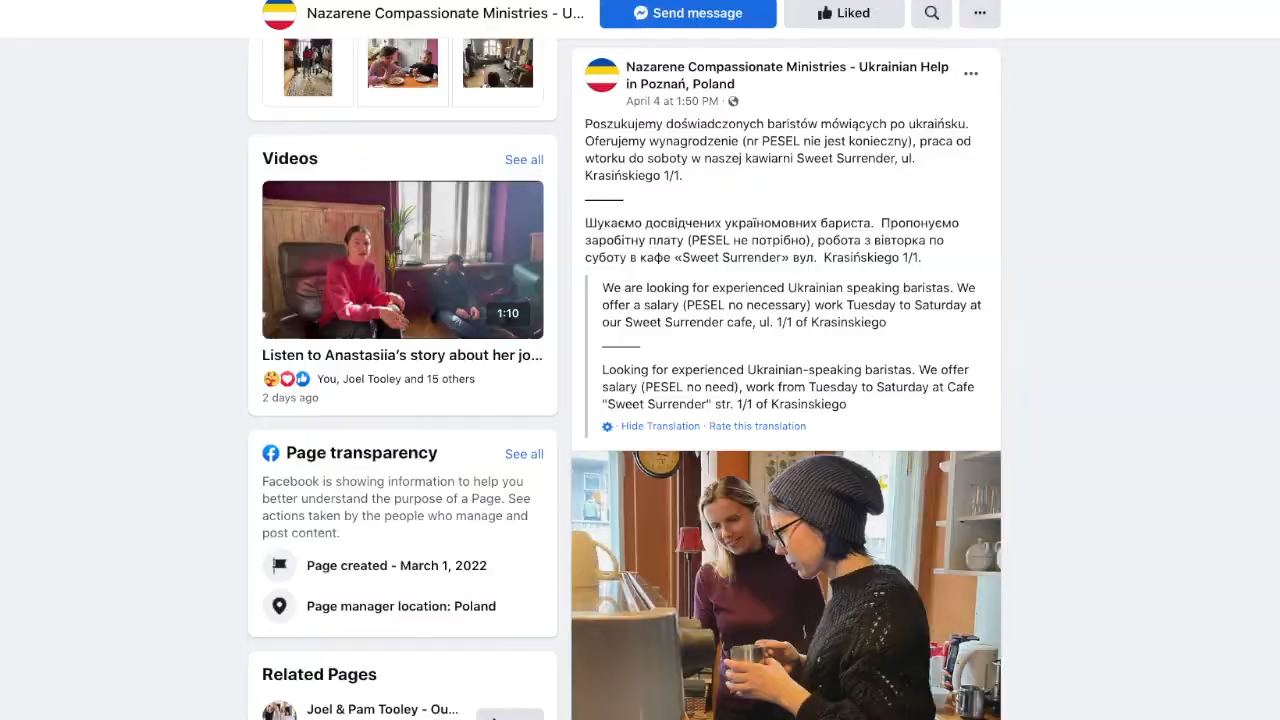 Nazarene Compassionate Ministries - U...
Send message
Liked
Videos
See all
1:10
Listen to Anastasiia's story about her jo...
You, Joel Tooley and 15 others
2 days ago
Page transparency
See all
Facebook is showing information to help you
better understand the purpose of a Page. See
actions taken by the people who manage and
post content.
Page created - March 1, 2022
Page manager location: Poland
Related Pages
Joel & Pam Tooley - Ou...
Nazarene Compassionate Ministries - Ukrainian Help
in Poznań, Poland
April 4 at 1:50 PM ·
Poszukujemy doświadczonych baristów mówiących po ukraińsku.
Oferujemy wynagrodzenie (nr PESEL nie jest konieczny), praca od
wtorku do soboty w naszej kawiarni Sweet Surrender, ul.
Krasińskiego 1/1.
Шукаємо досвідчених україномовних бариста. Пропонуємо
заробітну плату (PESEL не потрібно), робота з вівторка по
суботу в кафе «Sweet Surrender» вул. Krasińskiego 1/1.
We are looking for experienced Ukrainian speaking baristas. We
offer a salary (PESEL no necessary) work Tuesday to Saturday at
our Sweet Surrender cafe, ul. 1/1 of Krasinskiego
Looking for experienced Ukrainian-speaking baristas. We offer
salary (PESEL no need), work from Tuesday to Saturday at Cafe
"Sweet Surrender" str. 1/1 of Krasinskiego
· Hide Translation · Rate this translation